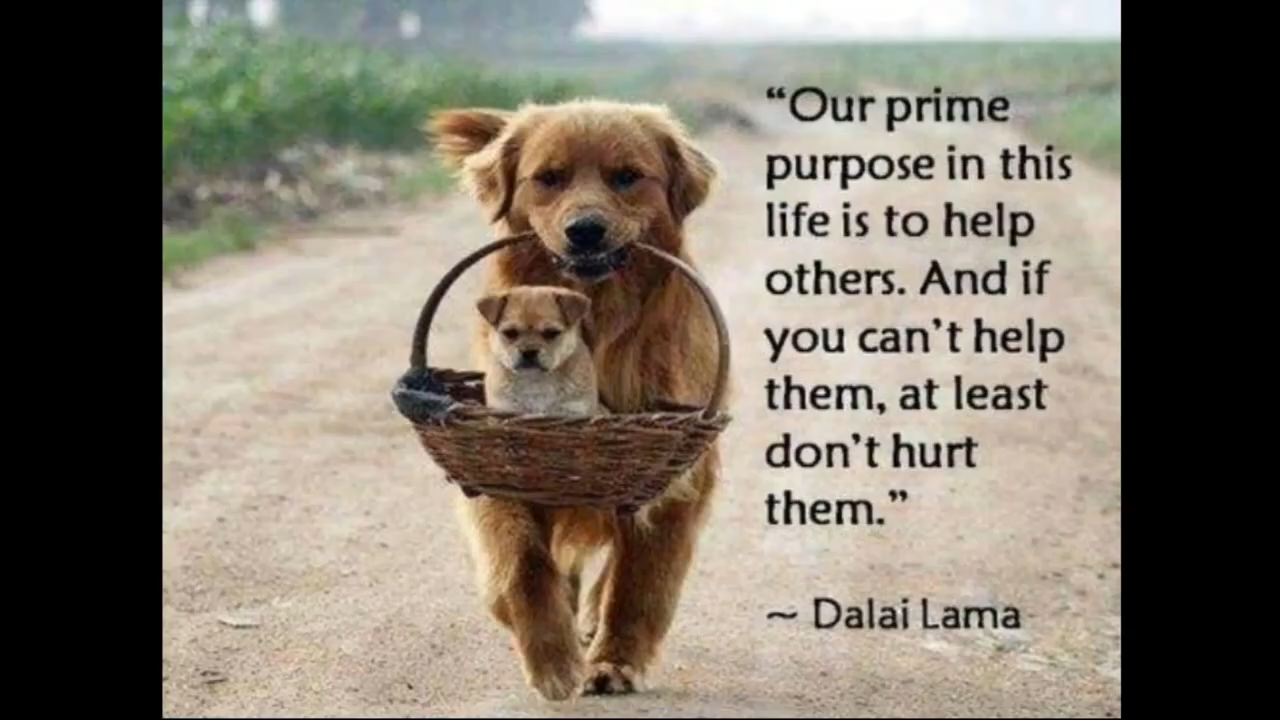 “Our prime
purpose in this
life is to help
others. And if
you can’t help
them, at least
don’t hurt
them.”
~ Dalai Lama